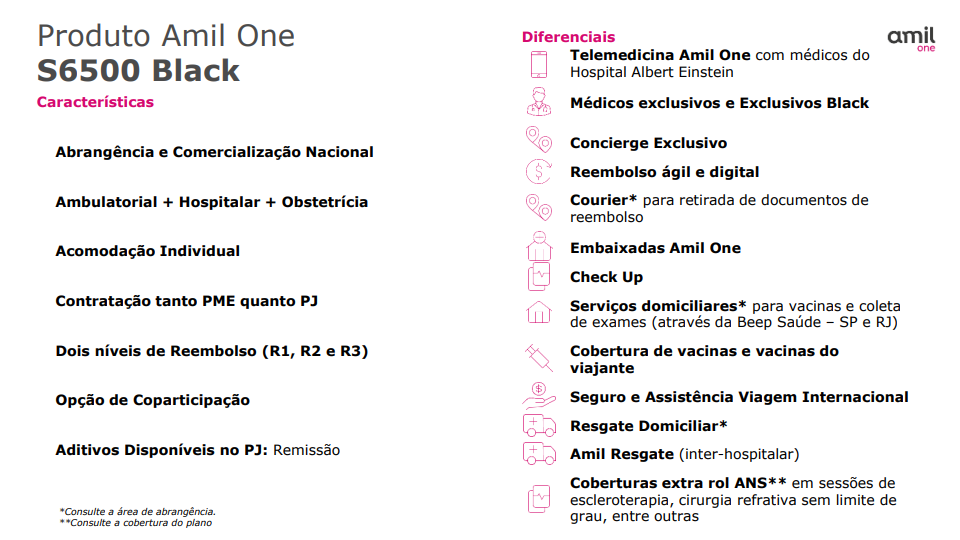 Produto Amil One
S6500 Black
Características
Abrangência e Comercialização Nacional
Ambulatorial + Hospitalar + Obstetrícia
Acomodação Individual
Contratação tanto PME quanto PJ
Dois níveis de Reembolso (R1, R2 e R3)
Opção de Coparticipação
Aditivos Disponíveis no PJ: Remissão
*Consulte a área de abrangência.
**Consulte a cobertura do plano
Diferenciais
amil
one
Telemedicina Amil One com médicos do
Hospital Albert Einstein
Médicos exclusivos e Exclusivos Black
Concierge Exclusivo
Reembolso ágil e digital
Courier* para retirada de documentos de
reembolso
Embaixadas Amil One
Check Up
Serviços domiciliares* para vacinas e coleta
de exames (através da Beep Saúde – SP e RJ)
Cobertura de vacinas e vacinas do
viajante
Seguro e Assistência Viagem Internacional
Resgate Domiciliar*
Amil Resgate (inter-hospitalar)
Coberturas extra rol ANS** em sessões de
escleroterapia, cirurgia refrativa sem limite de
grau, entre outras